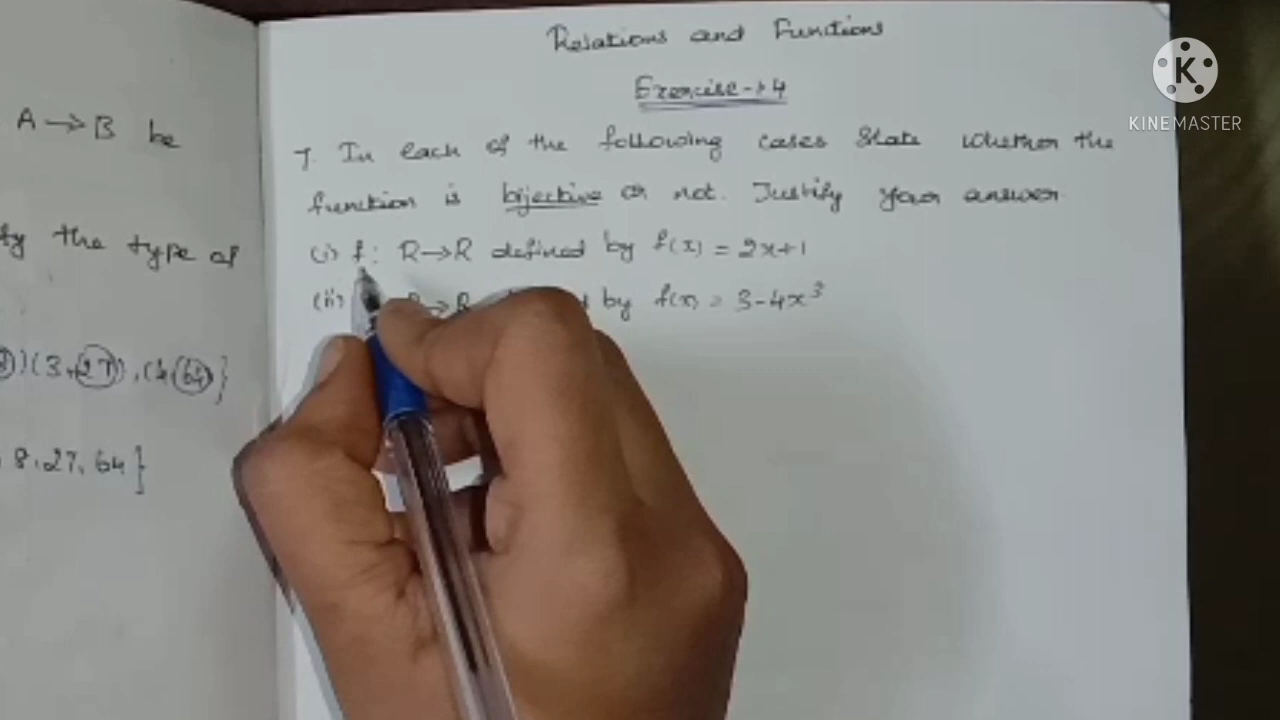 A → B be
ty the type of
)(3,27), (4,64)}
8, 27, 64}
Relations and Functions
Exercise → 4
7. In each of the following cases state whether the
function is bijective or not. Justify your answer
(i) f: R→R defined by f(x) = 2x+1
(ii) R→R by f(x) = 3-4x³
K
KINEMASTER